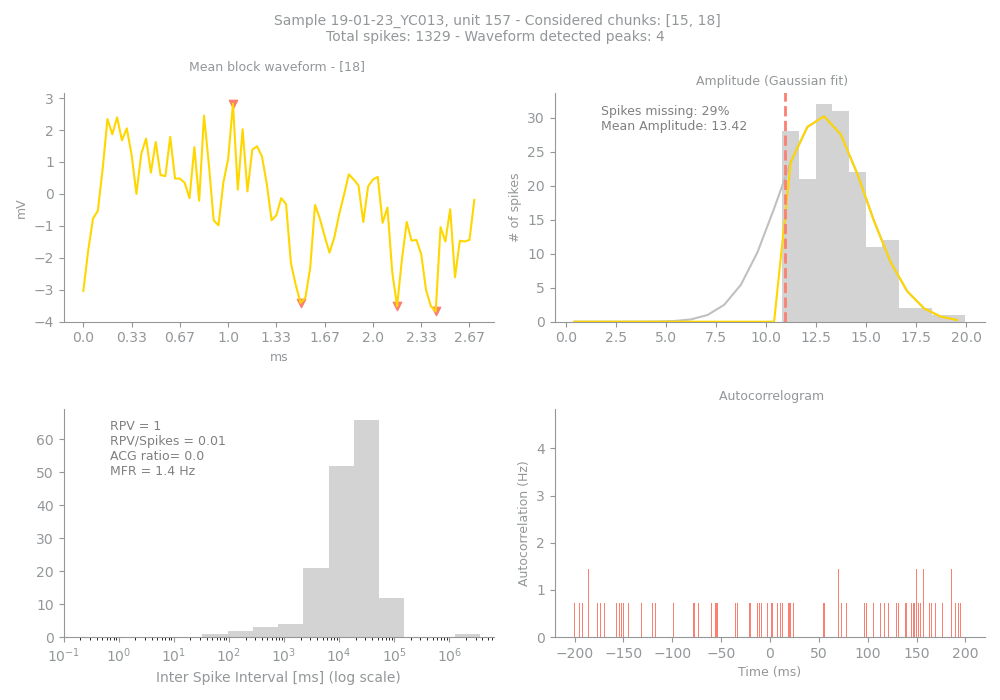 Sample 19-01-23_YC013, unit 157 - Considered chunks: [15, 18]
Total spikes: 1329 - Waveform detected peaks: 4
Mean block waveform - [18]
3
2
1
0
−1
−2
−3
−4
mV
0.0 0.33 0.67 1.0 1.33 1.67 2.0 2.33 2.67
ms
Amplitude (Gaussian fit)
Spikes missing: 29%
Mean Amplitude: 13.42
30
25
20
15
10
5
0
# of spikes
0.0 2.5 5.0 7.5 10.0 12.5 15.0 17.5 20.0
RPV = 1
RPV/Spikes = 0.01
ACG ratio= 0.0
MFR = 1.4 Hz
60
50
40
30
20
10
0
10⁻¹ 10⁰ 10¹ 10² 10³ 10⁴ 10⁵ 10⁶
Inter Spike Interval [ms] (log scale)
Autocorrelogram
4
3
2
1
0
Autocorrelation (Hz)
−200 −150 −100 −50 0 50 100 150 200
Time (ms)